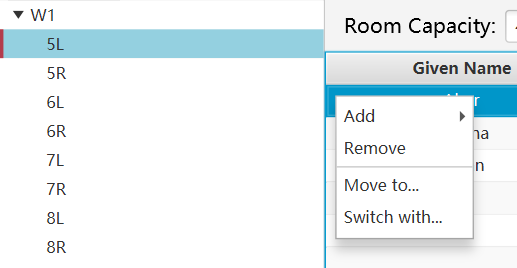 W1
5L
5R
6L
6R
7L
7R
8L
8R
Room Capacity:
Given Name
Add
Remove
Move to...
Switch with...